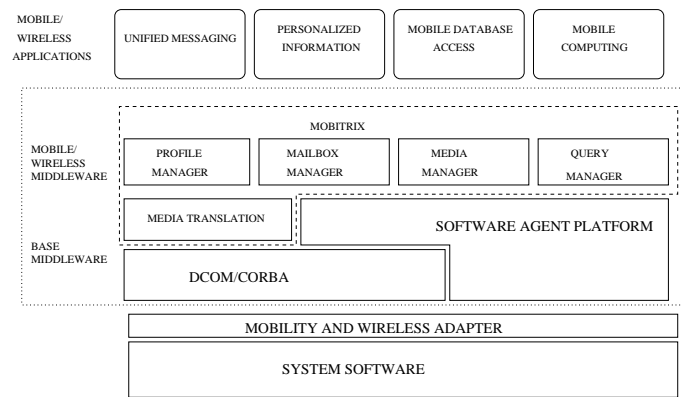 MOBILE/
WIRELESS
APPLICATIONS
UNIFIED MESSAGING
PERSONALIZED
INFORMATION
MOBILE DATABASE
ACCESS
MOBILE
COMPUTING
MOBITRIX
MOBILE/
WIRELESS
MIDDLEWARE
PROFILE
MANAGER
MAILBOX
MANAGER
MEDIA
MANAGER
QUERY
MANAGER
MEDIA TRANSLATION
SOFTWARE AGENT PLATFORM
BASE
MIDDLEWARE
DCOM/CORBA
MOBILITY AND WIRELESS ADAPTER
SYSTEM SOFTWARE